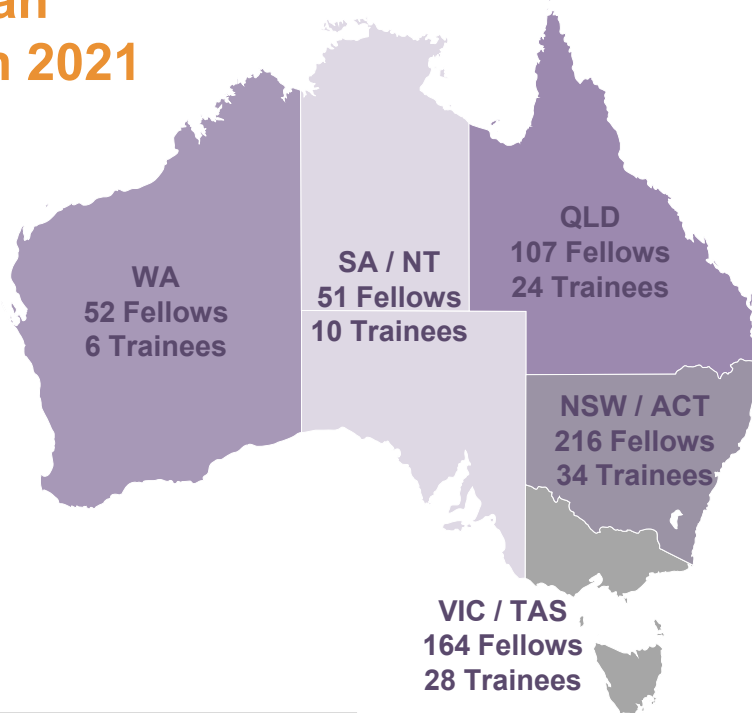 n 2021
WA
52 Fellows
6 Trainees
SA / NT
51 Fellows
10 Trainees
QLD
107 Fellows
24 Trainees
NSW / ACT
216 Fellows
34 Trainees
VIC / TAS
164 Fellows
28 Trainees